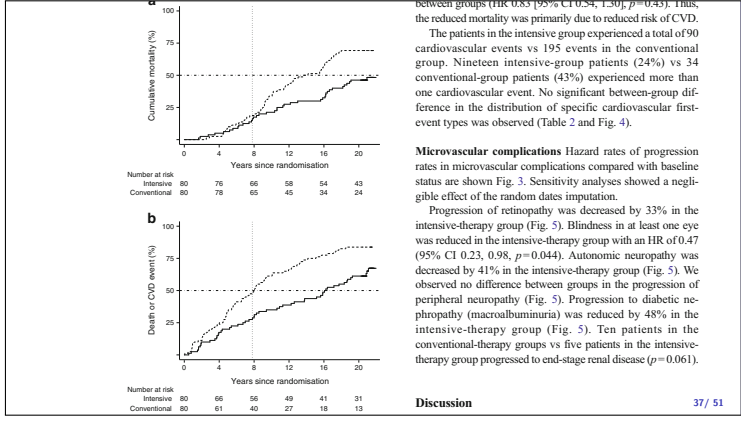 a
100
75
50
25
Cumulative mortality (%)
0 4 8 12 16 20
Years since randomisation
Number at risk
Intensive 80 76 66 58 54 43
Conventional 80 78 65 45 34 24
b
100
75
50
25
Death or CVD event (%)
0 4 8 12 16 20
Years since randomisation
Number at risk
Intensive 80 66 56 49 41 31
Conventional 80 61 40 27 18 13
between groups (HR 0.83 [95% CI 0.54, 1.30], p=0.43). Thus,
the reduced mortality was primarily due to reduced risk of CVD.
The patients in the intensive group experienced a total of 90
cardiovascular events vs 195 events in the conventional
group. Nineteen intensive-group patients (24%) vs 34
conventional-group patients (43%) experienced more than
one cardiovascular event. No significant between-group dif-
ference in the distribution of specific cardiovascular first-
event types was observed (Table 2 and Fig. 4).
Microvascular complications Hazard rates of progression
rates in microvascular complications compared with baseline
status are shown Fig. 3. Sensitivity analyses showed a negli-
gible effect of the random dates imputation.
Progression of retinopathy was decreased by 33% in the
intensive-therapy group (Fig. 5). Blindness in at least one eye
was reduced in the intensive-therapy group with an HR of 0.47
(95% CI 0.23, 0.98, p=0.044). Autonomic neuropathy was
decreased by 41% in the intensive-therapy group (Fig. 5). We
observed no difference between groups in the progression of
peripheral neuropathy (Fig. 5). Progression to diabetic ne-
phropathy (macroalbuminuria) was reduced by 48% in the
intensive-therapy group (Fig. 5). Ten patients in the
conventional-therapy groups vs five patients in the intensive-
therapy group progressed to end-stage renal disease (p=0.061).
Discussion
37/ 51